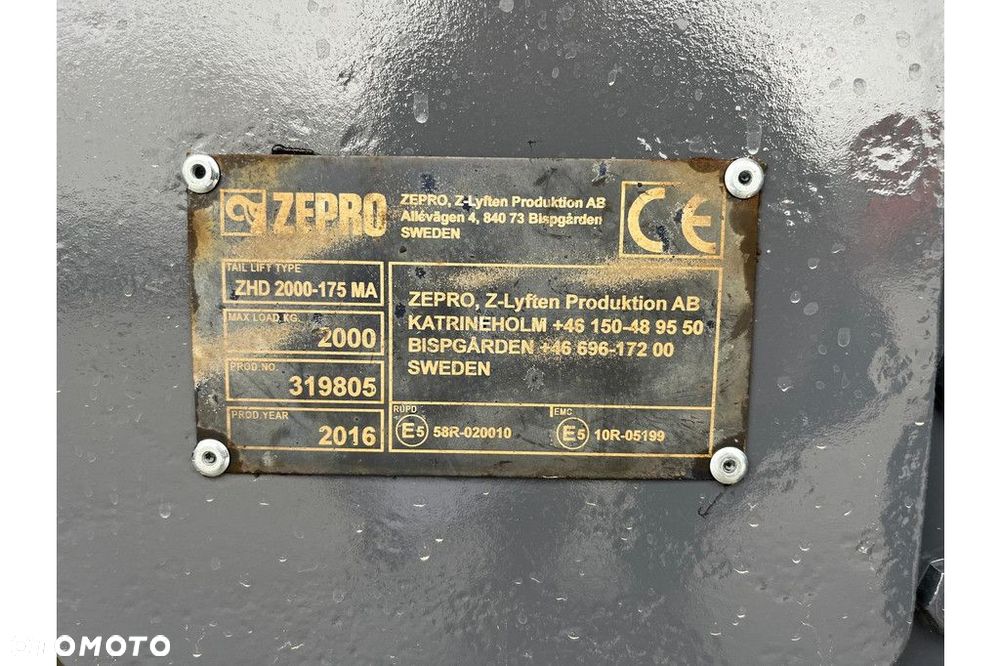 ZEPRO
ZEPRO, Z-Lyften Produktion AB
Allévägen 4, 840 73 Bispgården
SWEDEN
CE
TAIL LIFT TYPE
ZHD 2000-175 MA
MAX LOAD KG.
2000
PROD.NO.
319805
PROD.YEAR
2016
ZEPRO, Z-Lyften Produktion AB
KATRINEHOLM +46 150-48 95 50
BISPGÅRDEN +46 696-172 00
SWEDEN
RUPD
E5 58R-020010
EMC
E5 10R-05199
OTOMOTO